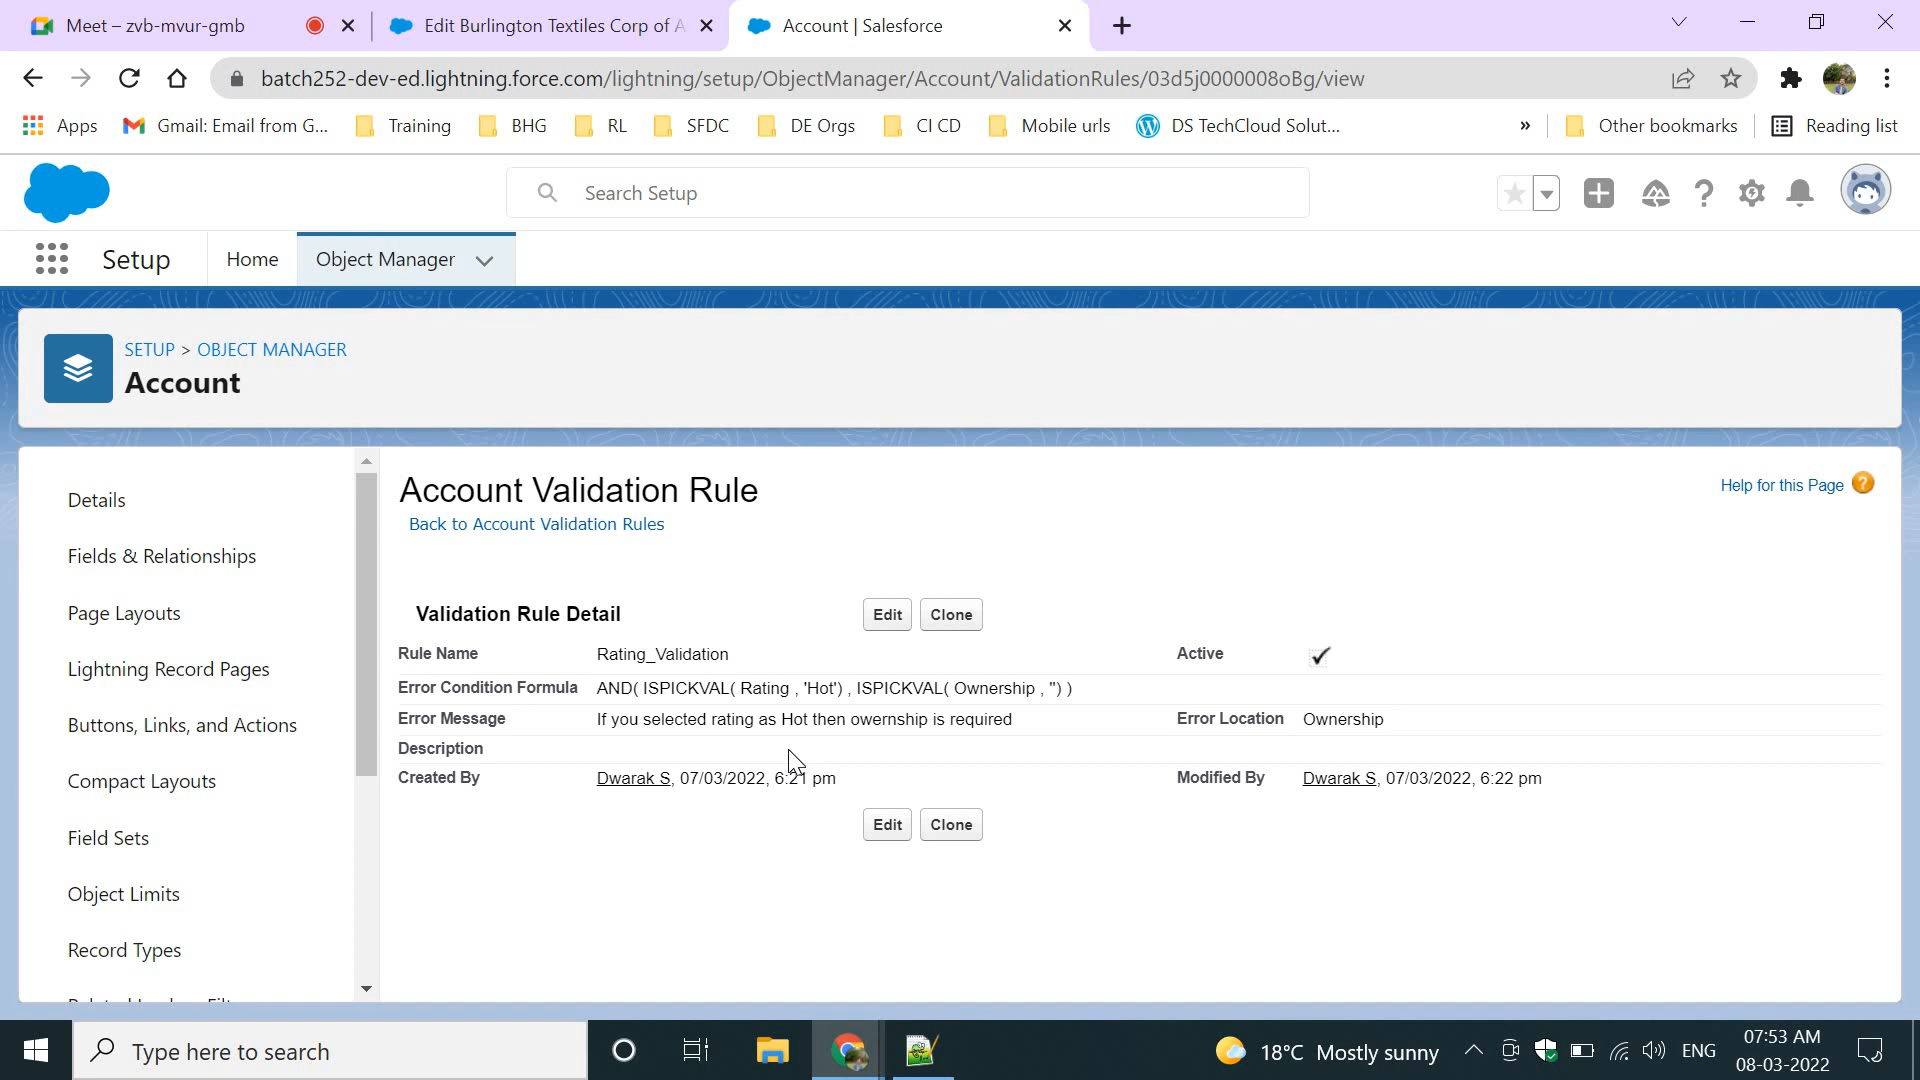 Meet – zvb-mvur-gmb
Edit Burlington Textiles Corp of A
Account | Salesforce
batch252-dev-ed.lightning.force.com/lightning/setup/ObjectManager/Account/ValidationRules/03d5j0000008oBg/view
Apps
Gmail: Email from G...
Training
BHG
RL
SFDC
DE Orgs
CI CD
Mobile urls
DS TechCloud Solut...
»
Other bookmarks
Reading list
Search Setup
Setup
Home
Object Manager
SETUP > OBJECT MANAGER
Account
Details
Fields & Relationships
Page Layouts
Lightning Record Pages
Buttons, Links, and Actions
Compact Layouts
Field Sets
Object Limits
Record Types
Account Validation Rule
Back to Account Validation Rules
Help for this Page ?
Validation Rule Detail
Edit Clone
Rule Name Rating_Validation Active
Error Condition Formula AND( ISPICKVAL( Rating , 'Hot') , ISPICKVAL( Ownership , '') )
Error Message If you selected rating as Hot then owernship is required Error Location Ownership
Description
Created By Dwarak S, 07/03/2022, 6:21 pm Modified By Dwarak S, 07/03/2022, 6:22 pm
Edit Clone
Type here to search
18°C Mostly sunny
ENG
07:53 AM
08-03-2022